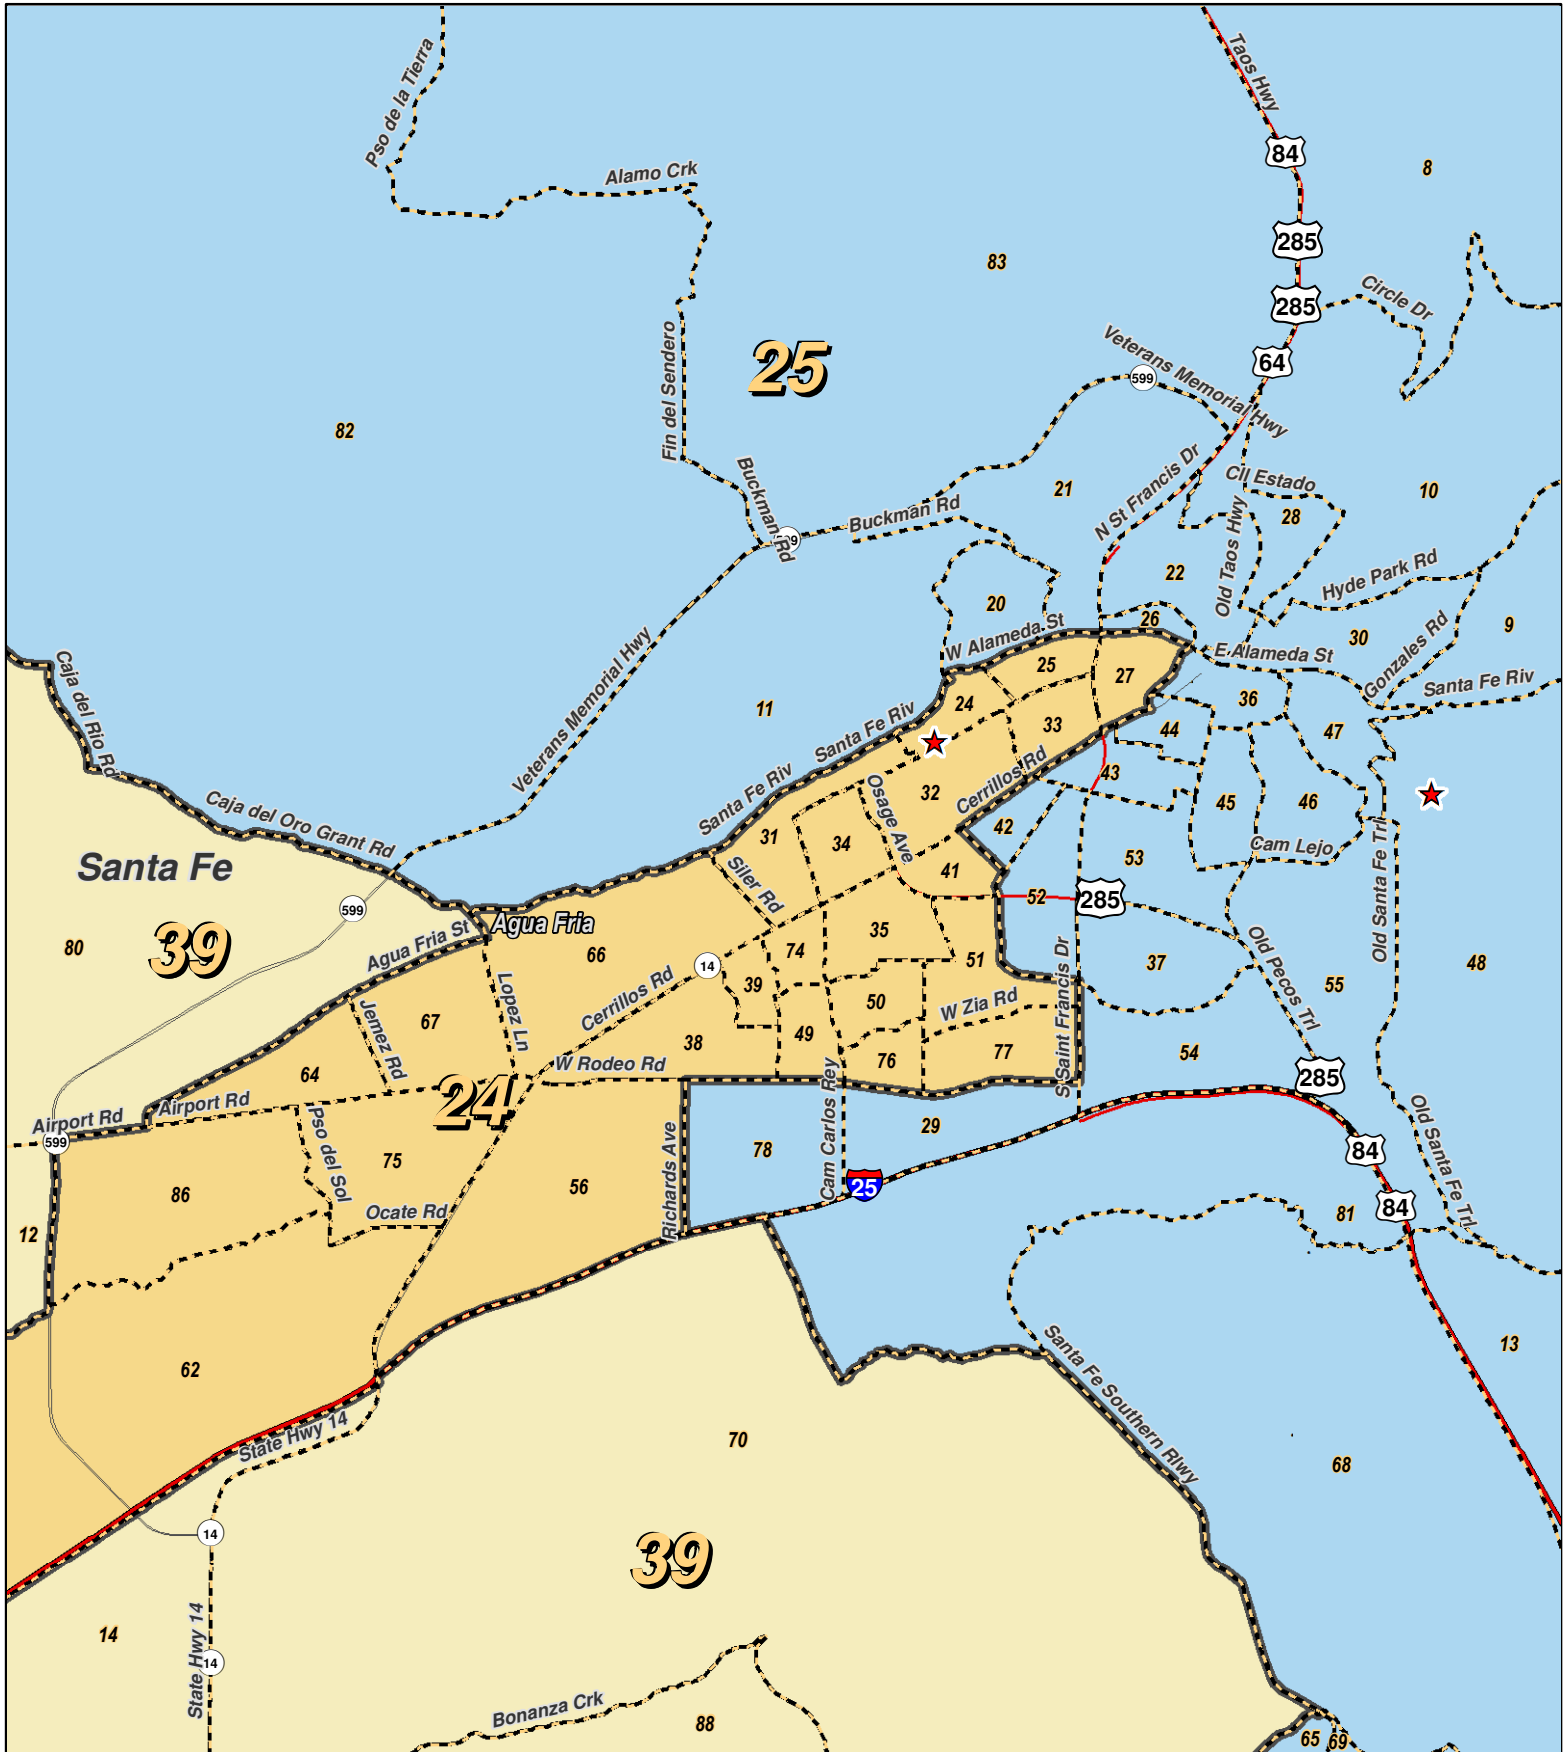 Pso de la Tierra
Taos Hwy
84
8
Alamo Crk
285
83
Circle Dr
285
Veterans Memorial Hwy
64
25
599
Fin del Sendero
82
Buckman Rd
N St Francis Dr
Cll Estado
21
10
Buckman Rd
28
Old Taos Hwy
22
Hyde Park Rd
20
26
W Alameda St
30
9
Gonzales Rd
E Alameda St
Caja del Rio Rd
Veterans Memorial Hwy
25
27
Santa Fe Riv
36
24
11
Santa Fe Riv
33
44
47
Santa Fe Riv
43
Cerrillos Rd
32
Osage Ave
45
46
Caja del Oro Grant Rd
42
31
34
Cam Lejo
Old Santa Fe Trl
53
Santa Fe
41
Siler Rd
52
285
599
Agua Fria
39
80
Agua Fria St
66
35
74
51
Old Pecos Trl
37
48
14
39
55
Cerrillos Rd
Lopez Ln
50
W Zia Rd
S Saint Francis Dr
67
Jemez Rd
49
38
77
54
76
W Rodeo Rd
64
24
285
Cam Carlos Rey
Airport Rd
Airport Rd
599
Pso del Sol
29
78
Old Santa Fe Trl
84
75
Richards Ave
56
25
86
Ocate Rd
84
81
12
13
Santa Fe Southern Rlwy
62
State Hwy 14
70
68
14
39
14
State Hwy 14
14
Bonanza Crk
88
65
69